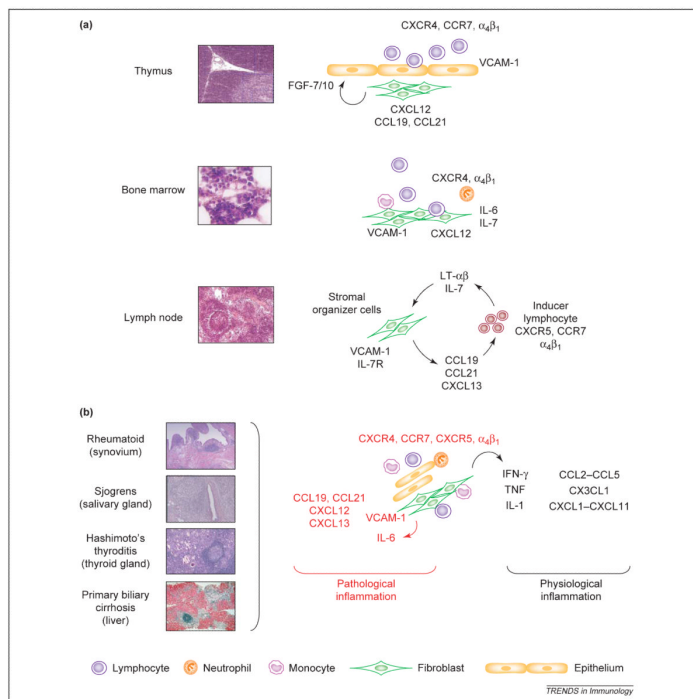 (a)
CXCR4, CCR7, α4β1
Thymus
VCAM-1
FGF-7/10
CXCL12
CCL19, CCL21
Bone marrow
CXCR4, α4β1
IL-6
IL-7
VCAM-1
CXCL12
LT-αβ
IL-7
Lymph node
Stromal
organizer cells
Inducer
lymphocyte
CXCR5, CCR7
α4β1
VCAM-1
IL-7R
CCL19
CCL21
CXCL13
(b)
Rheumatoid
(synovium)
Sjogrens
(salivary gland)
Hashimoto's
thyroiditis
(thyroid gland)
Primary biliary
cirrhosis
(liver)
CXCR4, CCR7, CXCR5, α4β1
CCL19, CCL21
CXCL12
CXCL13
VCAM-1
IL-6
IFN-γ
TNF
IL-1
CCL2–CCL5
CX3CL1
CXCL1–CXCL11
Pathological
inflammation
Physiological
inflammation
Lymphocyte
Neutrophil
Monocyte
Fibroblast
Epithelium
TRENDS in Immunology